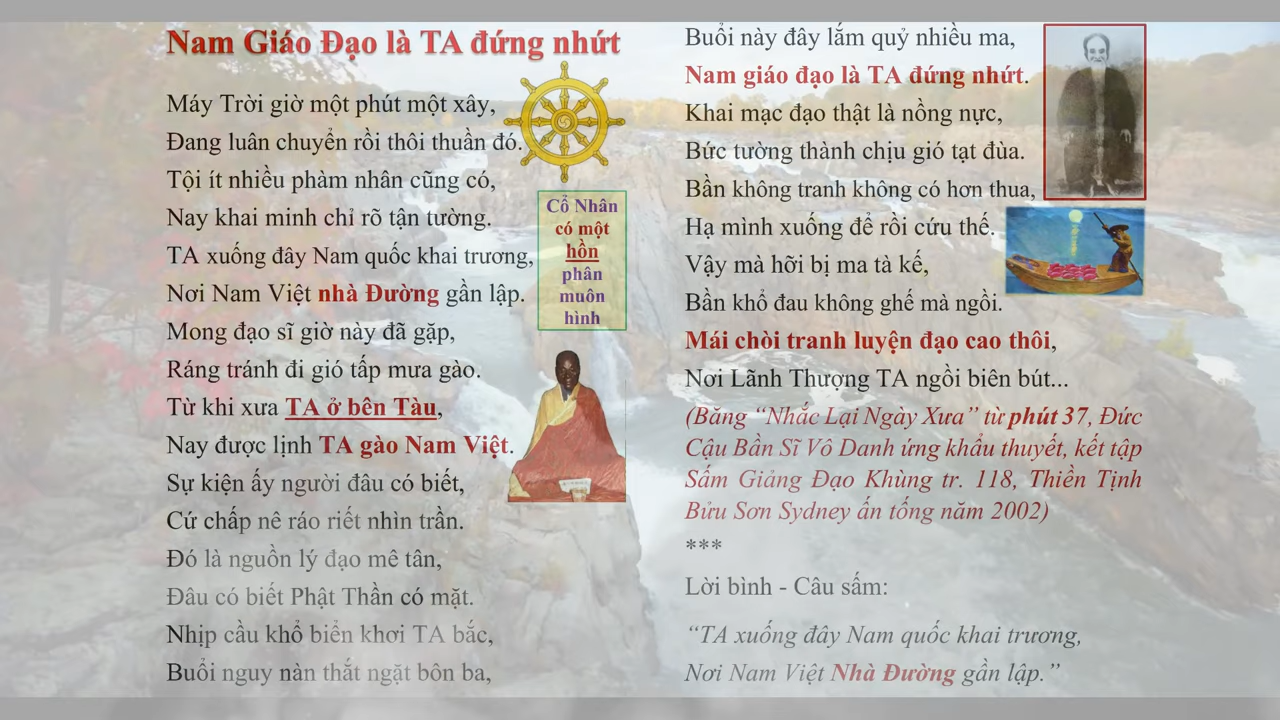 Nam Giáo Đạo là TA đứng nhứt
Máy Trời giờ một phút một xây,
Đang luân chuyển rồi thôi thuần đó.
Tội ít nhiều phàm nhân cũng có,
Nay khai minh chỉ rõ tận tường.
TA xuống đây Nam quốc khai trương,
Nơi Nam Việt nhà Đường gần lập.
Mong đạo sĩ giờ này đã gặp,
Ráng tránh đi gió tấp mưa gào.
Từ khi xưa TA ở bên Tàu,
Nay được lịnh TA gào Nam Việt.
Sự kiện ấy người đâu có biết,
Cứ chấp nê ráo riết nhìn trần.
Đó là nguồn lý đạo mê tân,
Đâu có biết Phật Thần có mặt.
Nhịp cầu khổ biển khơi TA bắc,
Buổi nguy nàn thắt ngặt bôn ba,
Cổ Nhân
có một
hồn
phân
muôn
hình
Buổi này đây lắm quỷ nhiều ma,
Nam giáo đạo là TA đứng nhứt.
Khai mạc đạo thật là nồng nực,
Bức tường thành chịu gió tạt đùa.
Bần không tranh không có hơn thua,
Hạ mình xuống để rồi cứu thế.
Vậy mà hỡi bị ma tà kế,
Bần khổ đau không ghế mà ngồi.
Mái chòi tranh luyện đạo cao thôi,
Nơi Lãnh Thượng TA ngồi biên bút...
(Băng “Nhắc Lại Ngày Xưa” từ phút 37, Đức
Cậu Bần Sĩ Vô Danh ứng khẩu thuyết, kết tập
Sấm Giảng Đạo Khùng tr. 118, Thiền Tịnh
Bửu Sơn Sydney ấn tống năm 2002)
***
Lời bình - Câu sấm:
“TA xuống đây Nam quốc khai trương,
Nơi Nam Việt Nhà Đường gần lập.”